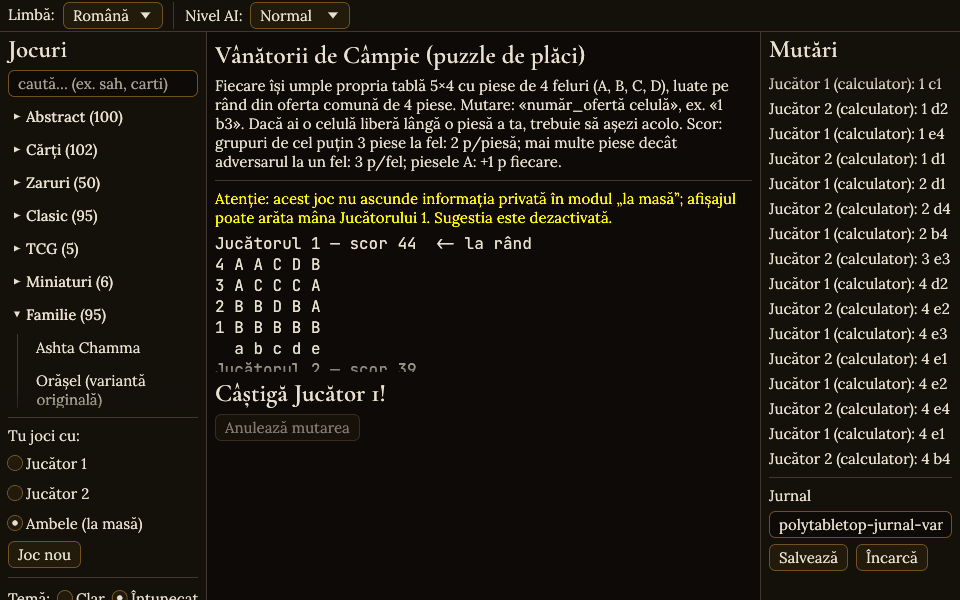 Limbă: Română ▼ Nivel AI: Normal ▼
Jocuri
caută... (ex. sah, carti)
▸ Abstract (100)
▸ Cărți (102)
▸ Zaruri (50)
▸ Clasic (95)
▸ TCG (5)
▸ Miniaturi (6)
▾ Familie (95)
Ashta Chamma
Orășel (variantă
originală)
Tu joci cu:
Jucător 1
Jucător 2
Ambele (la masă)
Joc nou
Temă: Clar Întunecat
Vânătorii de Câmpie (puzzle de plăci)
Fiecare își umple propria tablă 5×4 cu piese de 4 feluri (A, B, C, D), luate pe
rând din oferta comună de 4 piese. Mutare: «număr_ofertă celulă», ex. «1
b3». Dacă ai o celulă liberă lângă o piesă a ta, trebuie să așezi acolo. Scor:
grupuri de cel puțin 3 piese la fel: 2 p/piesă; mai multe piese decât
adversarul la un fel: 3 p/fel; piesele A: +1 p fiecare.
Atenție: acest joc nu ascunde informația privată în modul „la masă”; afișajul
poate arăta mâna Jucătorului 1. Sugestia este dezactivată.
Jucătorul 1 — scor 44 ← la rând
4 A A C D B
3 A C C C A
2 B B D B A
1 B B B B B
a b c d e
Jucătorul 2 — scor 39
Câștigă Jucător 1!
Anulează mutarea
Mutări
Jucător 1 (calculator): 1 c1
Jucător 2 (calculator): 1 d2
Jucător 1 (calculator): 1 e4
Jucător 2 (calculator): 1 d1
Jucător 1 (calculator): 2 d1
Jucător 2 (calculator): 2 d4
Jucător 1 (calculator): 2 b4
Jucător 2 (calculator): 3 e3
Jucător 1 (calculator): 4 d2
Jucător 2 (calculator): 4 e2
Jucător 1 (calculator): 4 e3
Jucător 2 (calculator): 4 e1
Jucător 1 (calculator): 4 e2
Jucător 2 (calculator): 4 e4
Jucător 1 (calculator): 4 e1
Jucător 2 (calculator): 4 b4
Jurnal
polytabletop-jurnal-var
Salvează Încarcă